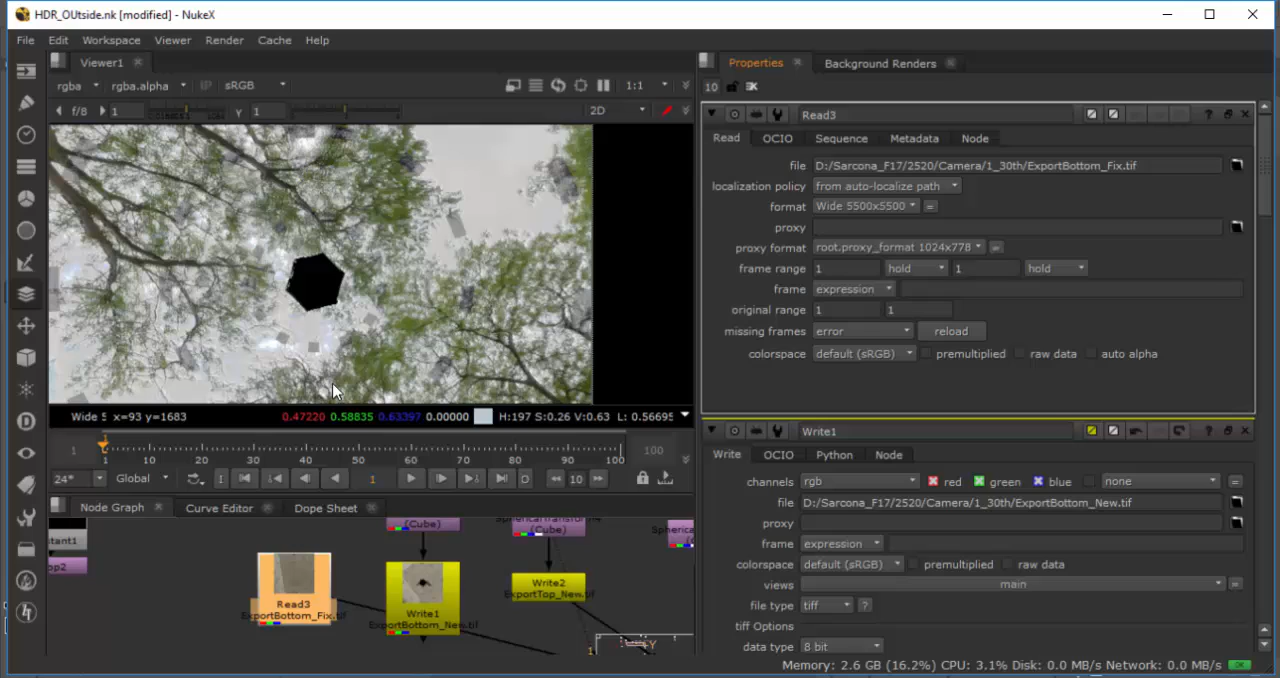 HDR_OUtside.nk [modified] - NukeX
File Edit Workspace Viewer Render Cache Help
Viewer1
rgba rgba.alpha IP sRGB 1:1
f/8 1 Y 1 2D
Wide 5 x=93 y=1683 0.47220 0.58835 0.63397 0.00000 H:197 S:0.26 V:0.63 L: 0.56695
1 1 10 20 30 40 50 60 70 80 90 100 100
24* Global 1 10
Node Graph Curve Editor Dope Sheet
(Cube)
(Cube)
tant1
op2
Read3
ExportBottom_Fix.tif
Write1
ExportBottom_New.tif
Write2
ExportTop_New.tif
Properties Background Renders
10
Read3
Read OCIO Sequence Metadata Node
file D:/Sarcona_F17/2520/Camera/1_30th/ExportBottom_Fix.tif
localization policy from auto-localize path
format Wide 5500x5500 =
proxy
proxy format root.proxy_format 1024x778 =
frame range 1 hold 1 hold
frame expression
original range 1 1
missing frames error reload
colorspace default (sRGB) premultiplied raw data auto alpha
Write1
Write OCIO Python Node
channels rgb red green blue none =
file D:/Sarcona_F17/2520/Camera/1_30th/ExportBottom_New.tif
proxy
frame expression
colorspace default (sRGB) premultiplied raw data
views main =
file type tiff ?
tiff Options
data type 8 bit
Memory: 2.6 GB (16.2%) CPU: 3.1% Disk: 0.0 MB/s Network: 0.0 MB/s